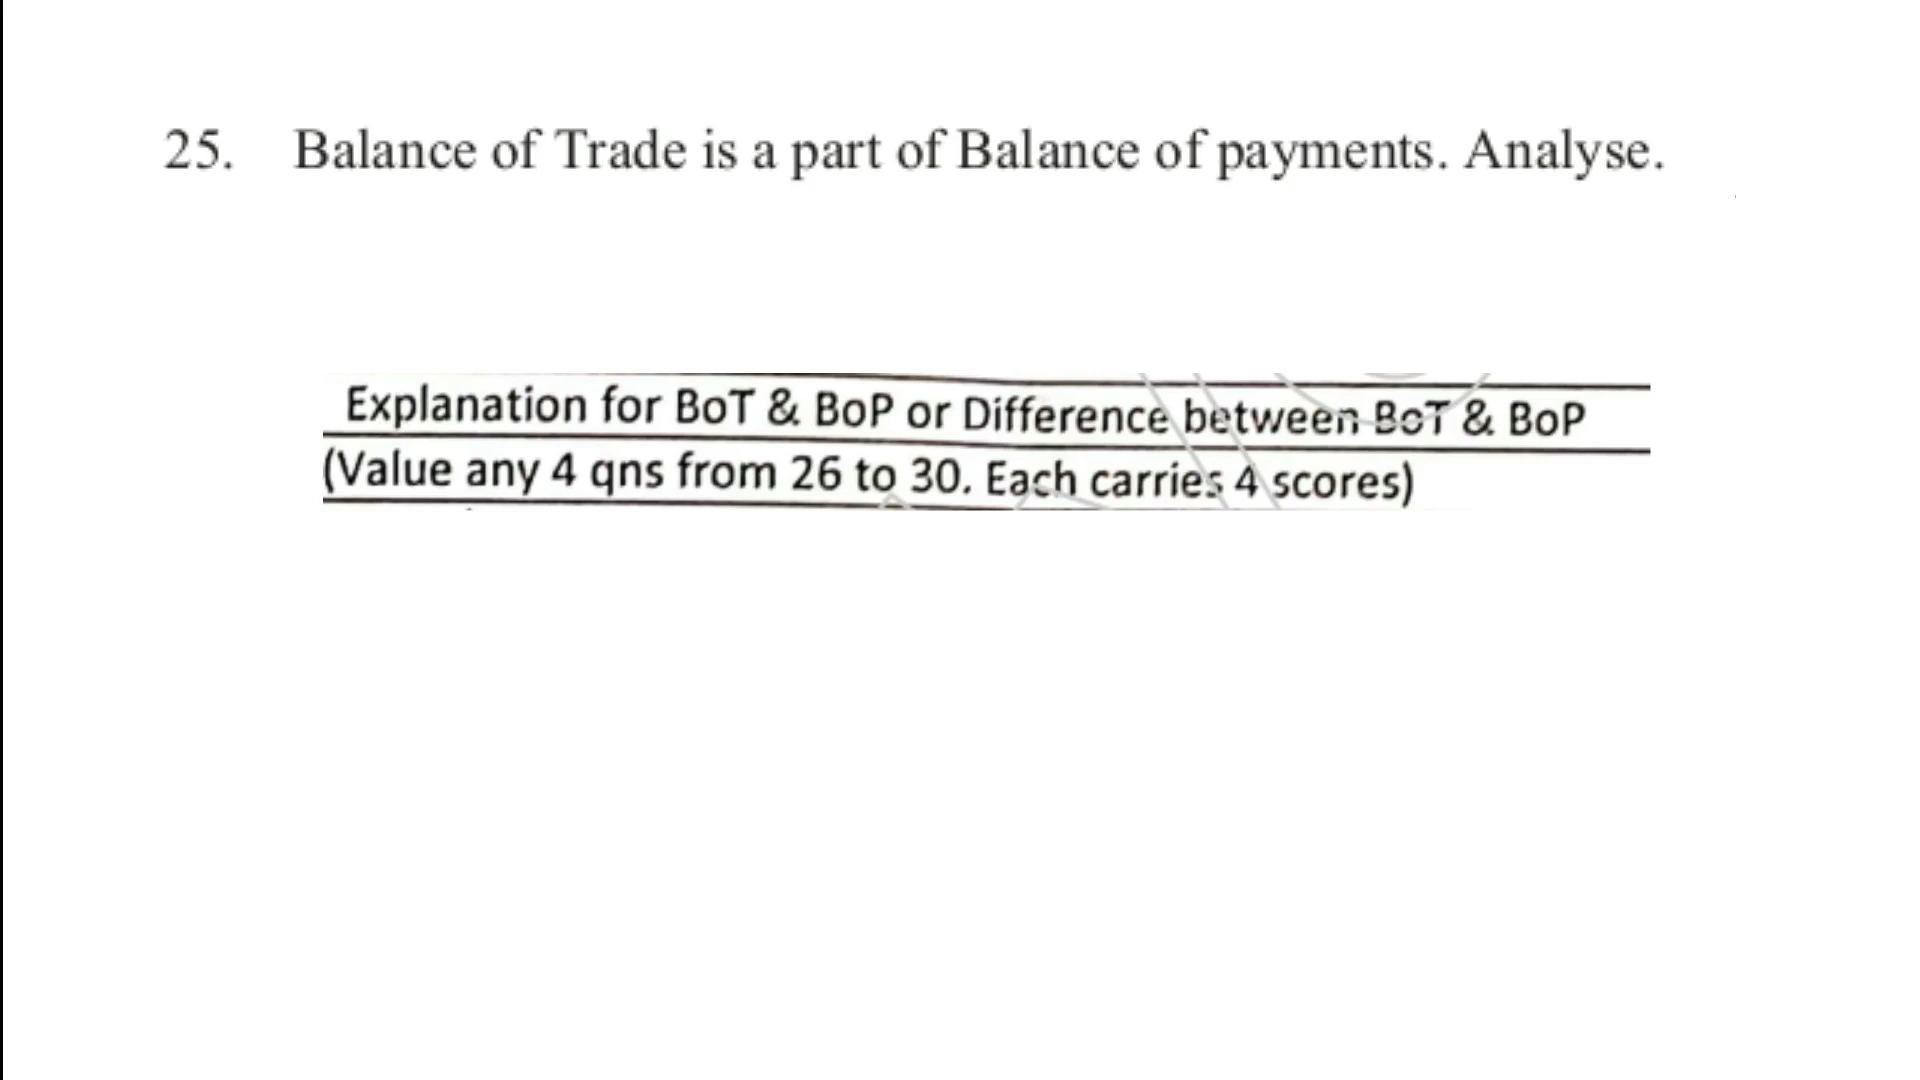 25. Balance of Trade is a part of Balance of payments. Analyse.
Explanation for BoT & BoP or Difference between BoT & BoP
(Value any 4 qns from 26 to 30. Each carries 4 scores)